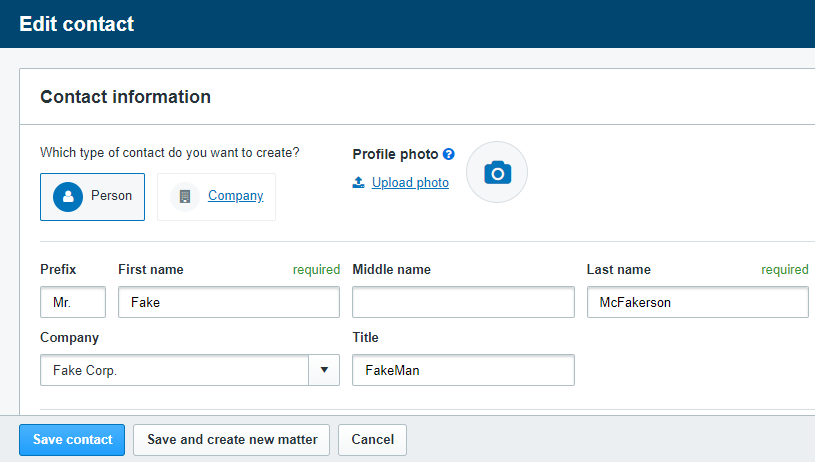 Edit contact
Contact information
Which type of contact do you want to create?
Person
Company
Profile photo ?
Upload photo
Prefix First name required Middle name Last name required
Mr. Fake McFakerson
Company Title
Fake Corp. FakeMan
Save contact Save and create new matter Cancel